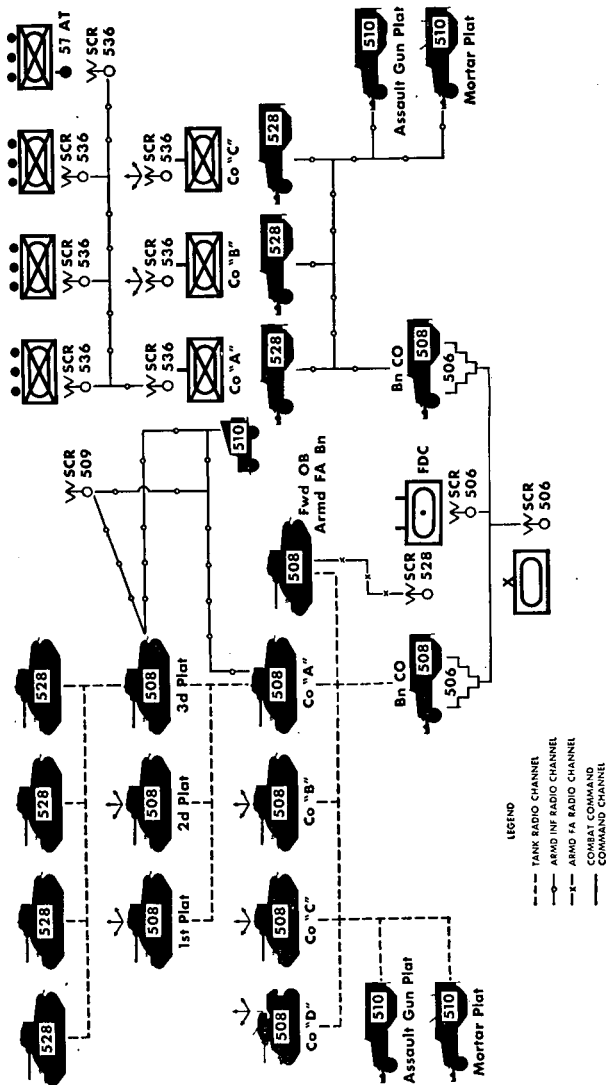 528
528
528
528
508
1st Plat
508
2d Plat
508
3d Plat
508
Co "D"
508
Co "C"
508
Co "B"
508
Co "A"
510
Assault Gun Plat
510
Mortar Plat
Bn CO
508
506
SCR
509
510
508
Fwd OB
Armd FA Bn
SCR
528
FDC
SCR
506
SCR
506
X
SCR
536
SCR
536
SCR
536
57 AT
SCR
536
SCR
536
Co "A"
SCR
536
Co "B"
SCR
536
Co "C"
528
528
528
Bn CO
508
506
510
Assault Gun Plat
510
Mortar Plat
LEGEND
TANK RADIO CHANNEL
ARMD INF RADIO CHANNEL
x ARMD FA RADIO CHANNEL
COMBAT COMMAND
COMMAND CHANNEL